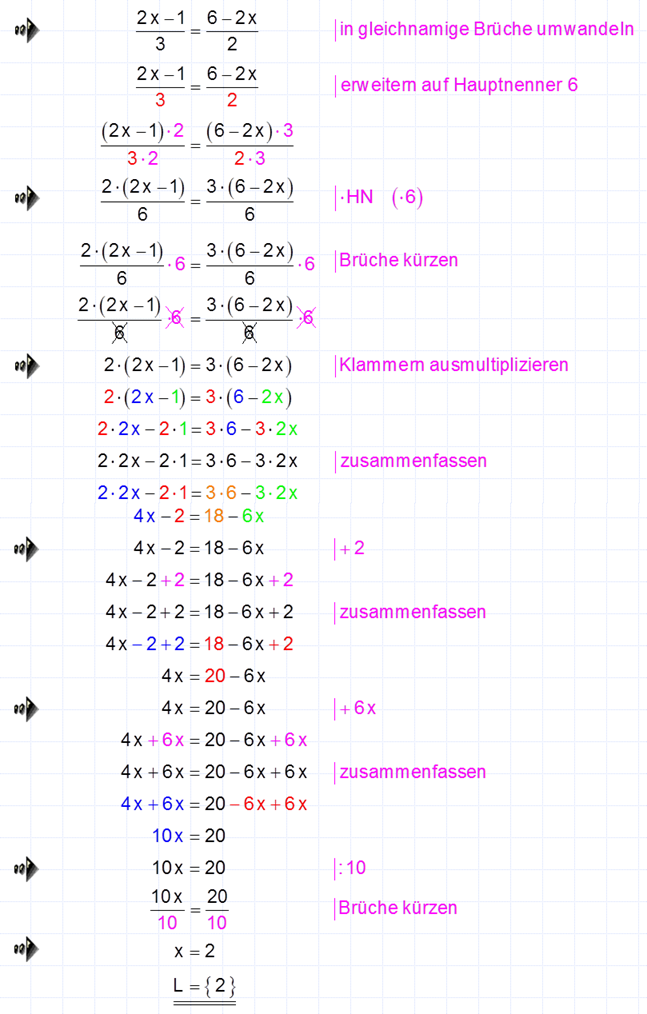 (2x−1)/3 = (6−2x)/2 |in gleichnamige Brüche umwandeln
(2x−1)/3 = (6−2x)/2 |erweitern auf Hauptnenner 6
((2x−1)·2)/(3·2) = ((6−2x)·3)/(2·3)
(2·(2x−1))/6 = (3·(6−2x))/6 |·HN (·6)
(2·(2x−1))/6 ·6 = (3·(6−2x))/6 ·6 |Brüche kürzen
(2·(2x−1))/6 ·6 = (3·(6−2x))/6 ·6
2·(2x−1) = 3·(6−2x) |Klammern ausmultiplizieren
2·(2x−1) = 3·(6−2x)
2·2x−2·1 = 3·6−3·2x
2·2x−2·1 = 3·6−3·2x |zusammenfassen
2·2x−2·1 = 3·6−3·2x
4x−2 = 18−6x
4x−2 = 18−6x |+2
4x−2+2 = 18−6x+2
4x−2+2 = 18−6x+2 |zusammenfassen
4x−2+2 = 18−6x+2
4x = 20−6x
4x = 20−6x |+6x
4x+6x = 20−6x+6x
4x+6x = 20−6x+6x |zusammenfassen
4x+6x = 20−6x+6x
10x = 20
10x = 20 |:10
10x/10 = 20/10 |Brüche kürzen
x = 2
L = {2}